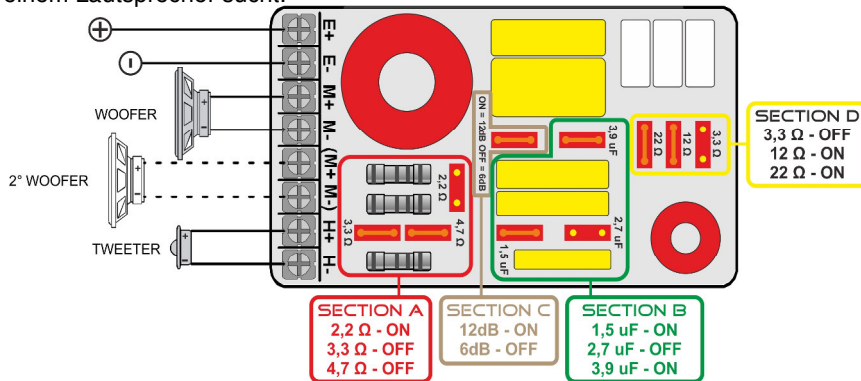 einem Lautsprecher sucht.
E+
E-
M+
M-
(M+
M-)
H+
H-
WOOFER
2° WOOFER
TWEETER
ON = 12dB OFF = 6dB
3,9 uF
22 Ω
12 Ω
3,3 Ω
2,2 Ω
3,3 Ω
4,7 Ω
2,7 uF
1,5 uF
SECTION D
3,3 Ω - OFF
12 Ω - ON
22 Ω - ON
SECTION A
2,2 Ω - ON
3,3 Ω - OFF
4,7 Ω - OFF
SECTION C
12dB - ON
6dB - OFF
SECTION B
1,5 uF - ON
2,7 uF - OFF
3,9 uF - ON